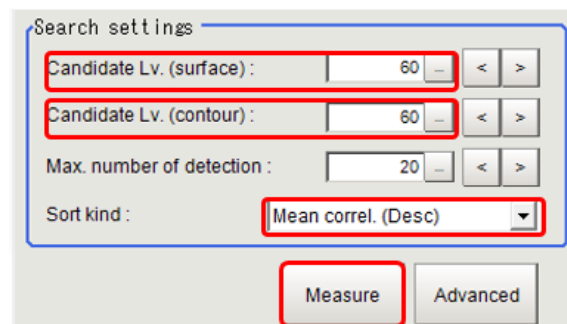 Search settings
Candidate Lv. (surface) : 60 ... < >
Candidate Lv. (contour) : 60 ... < >
Max. number of detection : 20 ... < >
Sort kind : Mean correl. (Desc)
Measure Advanced